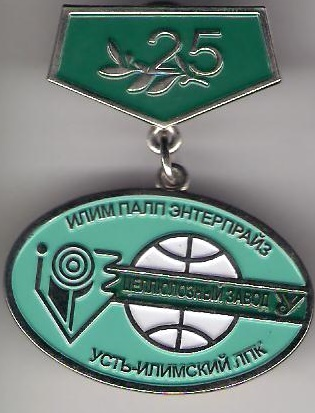 25
ИЛИМ ПАЛП ЭНТЕРПРАЙЗ
ЦЕЛЛЮЛОЗНЫЙ ЗАВОД
УСТЬ-ИЛИМСКИЙ ЛПК